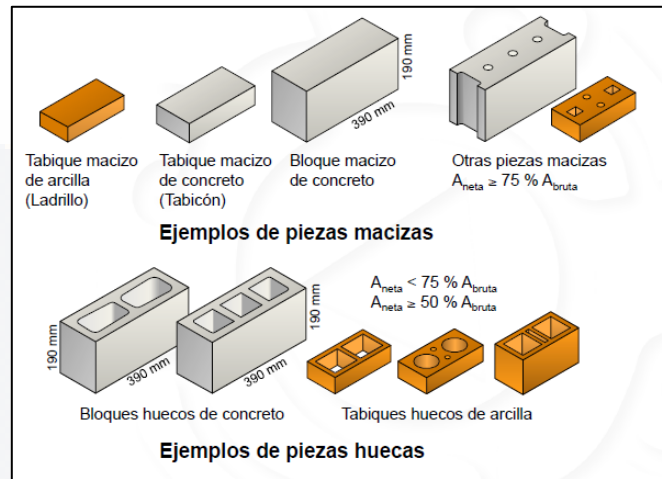 190 mm
390 mm
Tabique macizo
de arcilla
(Ladrillo)
Tabique macizo
de concreto
(Tabicón)
Bloque macizo
de concreto
Otras piezas macizas
Aneta ≥ 75 % Abruta
Ejemplos de piezas macizas
Aneta < 75 % Abruta
Aneta ≥ 50 % Abruta
190 mm
390 mm
190 mm
390 mm
Bloques huecos de concreto
Tabiques huecos de arcilla
Ejemplos de piezas huecas